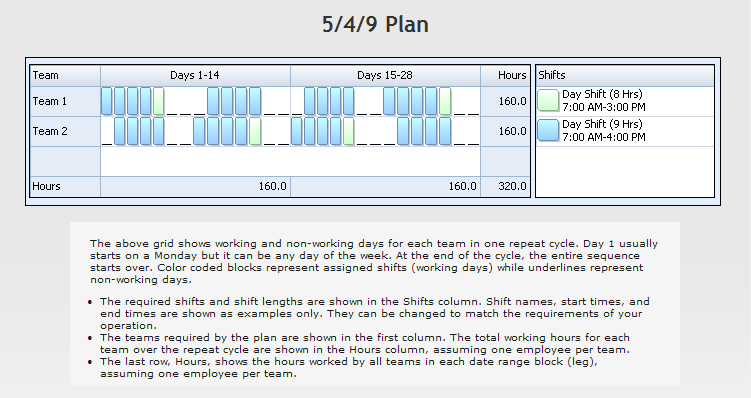 5/4/9 Plan
Team Days 1-14 Days 15-28 Hours Shifts
Team 1 160.0 Day Shift (8 Hrs)
7:00 AM-3:00 PM
Team 2 160.0 Day Shift (9 Hrs)
7:00 AM-4:00 PM
Hours 160.0 160.0 320.0
The above grid shows working and non-working days for each team in one repeat cycle. Day 1 usually
starts on a Monday but it can be any day of the week. At the end of the cycle, the entire sequence
starts over. Color coded blocks represent assigned shifts (working days) while underlines represent
non-working days.
• The required shifts and shift lengths are shown in the Shifts column. Shift names, start times, and
end times are shown as examples only. They can be changed to match the requirements of your
operation.
• The teams required by the plan are shown in the first column. The total working hours for each
team over the repeat cycle are shown in the Hours column, assuming one employee per team.
• The last row, Hours, shows the hours worked by all teams in each date range block (leg),
assuming one employee per team.